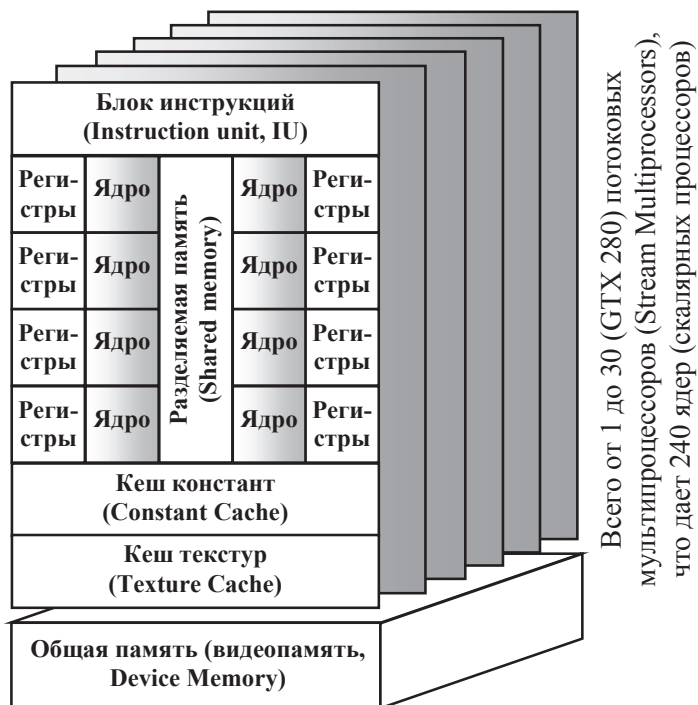 Блок инструкций
(Instruction unit, IU)
Реги-
стры
Ядро
Ядро
Реги-
стры
Реги-
стры
Ядро
Ядро
Реги-
стры
Реги-
стры
Ядро
Ядро
Реги-
стры
Реги-
стры
Ядро
Ядро
Реги-
стры
Разделяемая память
(Shared memory)
Кеш констант
(Constant Cache)
Кеш текстур
(Texture Cache)
Общая память (видеопамять,
Device Memory)
Всего от 1 до 30 (GTX 280) потоковых
мультипроцессоров (Stream Multiprocessors),
что дает 240 ядер (скалярных процессоров)